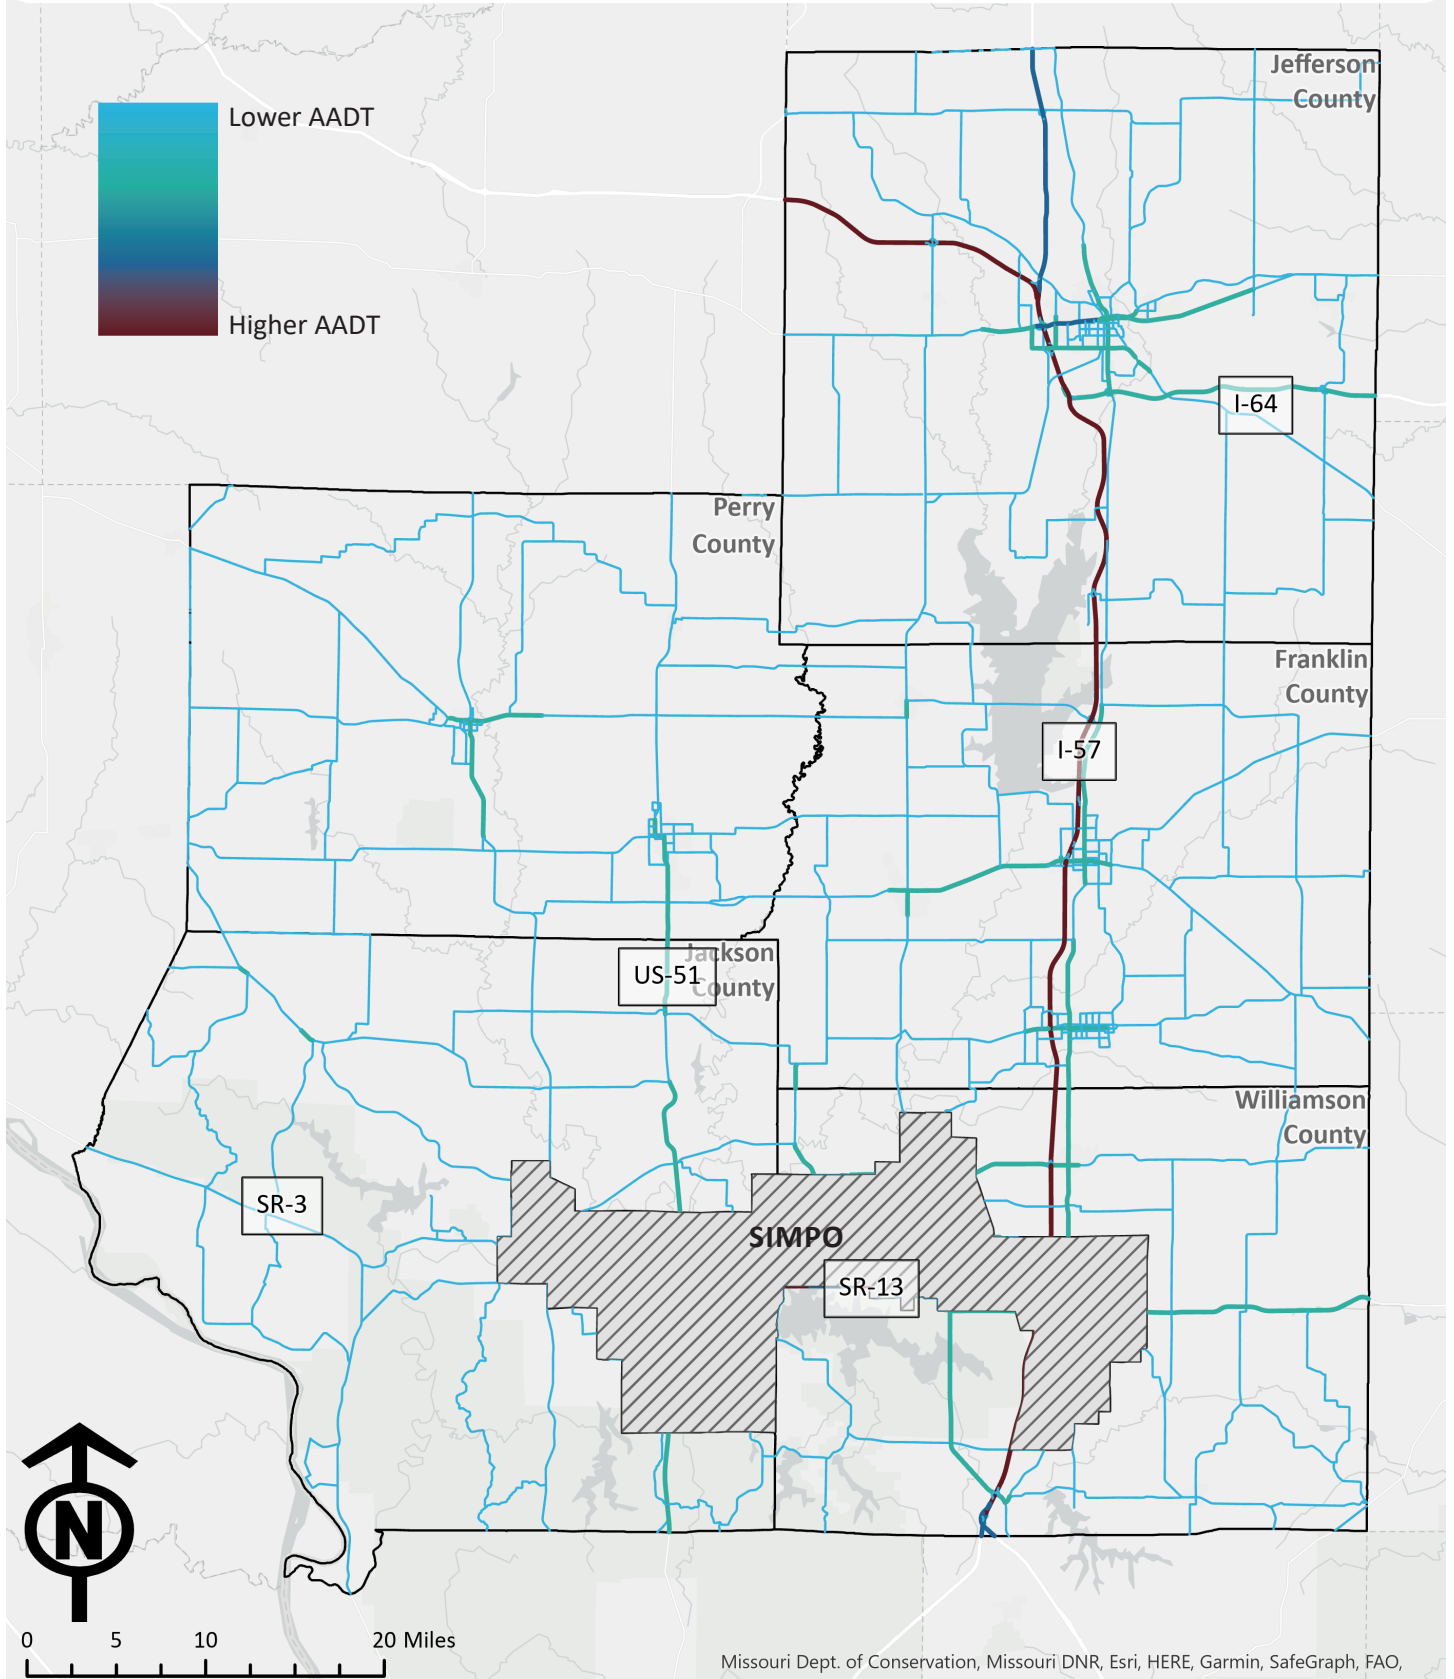 Jefferson
County
Lower AADT
Higher AADT
I-64
Perry
County
Franklin
County
I-57
Jackson
County
US-51
Williamson
County
SR-3
SIMPO
SR-13
N
0 5 10 20 Miles
Missouri Dept. of Conservation, Missouri DNR, Esri, HERE, Garmin, SafeGraph, FAO,